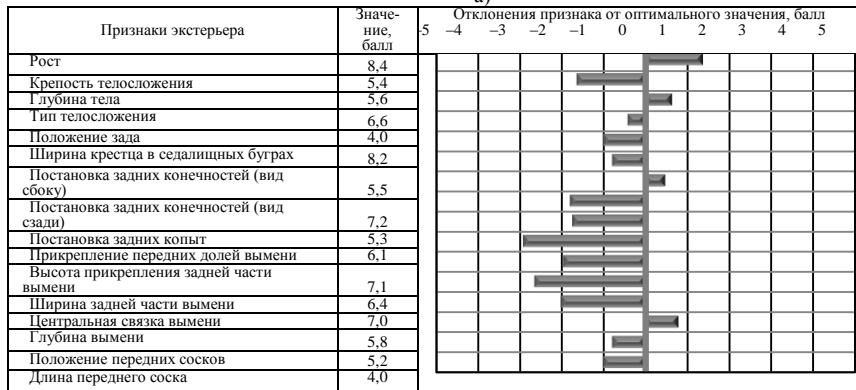 а)
Признаки экстерьера
Значе-
ние,
балл
Отклонения признака от оптимального значения, балл
-5 –4 –3 –2 –1 0 1 2 3 4 5
Рост 8,4
Крепость телосложения 5,4
Глубина тела 5,6
Тип телосложения 6,6
Положение зада 4,0
Ширина крестца в седалищных буграх 8,2
Постановка задних конечностей (вид
сбоку) 5,5
Постановка задних конечностей (вид
сзади) 7,2
Постановка задних копыт 5,3
Прикрепление передних долей вымени 6,1
Высота прикрепления задней части
вымени 7,1
Ширина задней части вымени 6,4
Центральная связка вымени 7,0
Глубина вымени 5,8
Положение передних сосков 5,2
Длина переднего соска 4,0